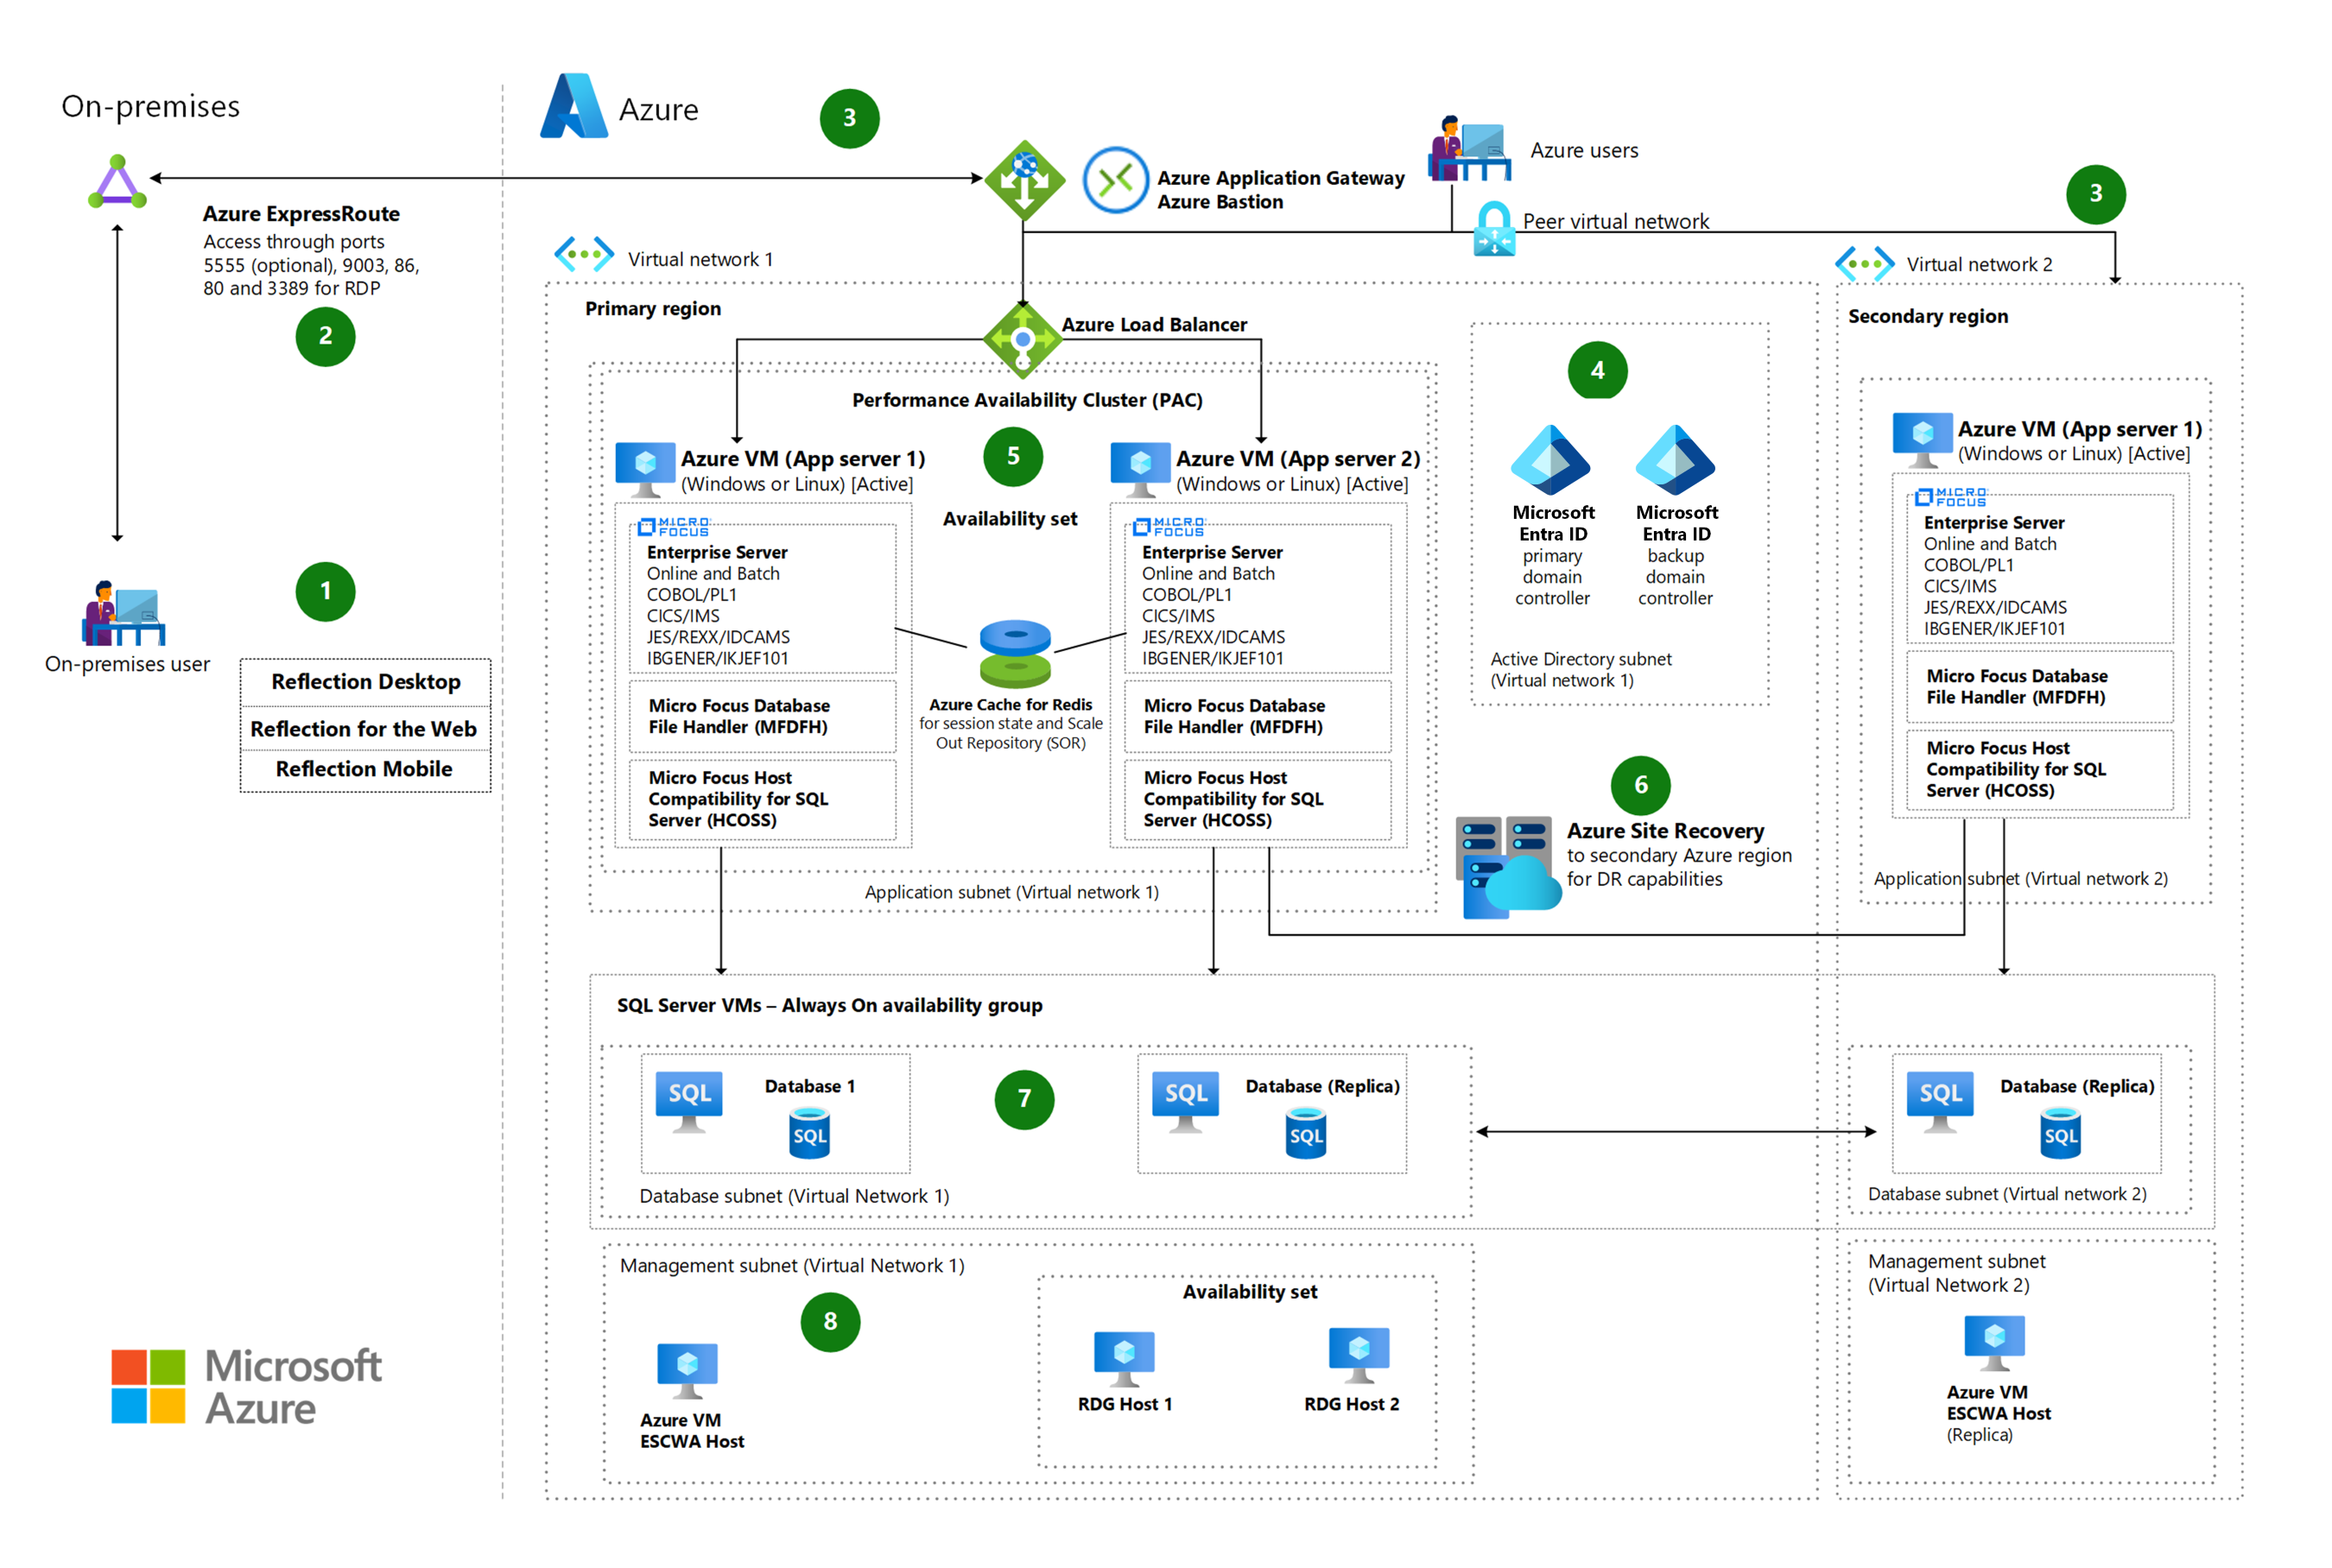 On-premises
Azure ExpressRoute
Access through ports
5555 (optional), 9003, 86,
80 and 3389 for RDP
2
1
On-premises user
Reflection Desktop
Reflection for the Web
Reflection Mobile
Microsoft
Azure
Azure
3
Azure Application Gateway
Azure Bastion
Azure users
Peer virtual network
3
Virtual network 1
Primary region
Azure Load Balancer
Performance Availability Cluster (PAC)
5
Availability set
Azure VM (App server 1)
(Windows or Linux) [Active]
MICRO
FOCUS
Enterprise Server
Online and Batch
COBOL/PL1
CICS/IMS
JES/REXX/IDCAMS
IBGENER/IKJEF101
Micro Focus Database
File Handler (MFDFH)
Micro Focus Host
Compatibility for SQL
Server (HCOSS)
Azure Cache for Redis
for session state and Scale
Out Repository (SOR)
Azure VM (App server 2)
(Windows or Linux) [Active]
MICRO
FOCUS
Enterprise Server
Online and Batch
COBOL/PL1
CICS/IMS
JES/REXX/IDCAMS
IBGENER/IKJEF101
Micro Focus Database
File Handler (MFDFH)
Micro Focus Host
Compatibility for SQL
Server (HCOSS)
Application subnet (Virtual network 1)
4
Microsoft
Entra ID
primary
domain
controller
Microsoft
Entra ID
backup
domain
controller
Active Directory subnet
(Virtual network 1)
6
Azure Site Recovery
to secondary Azure region
for DR capabilities
Virtual network 2
Secondary region
Azure VM (App server 1)
(Windows or Linux) [Active]
MICRO
FOCUS
Enterprise Server
Online and Batch
COBOL/PL1
CICS/IMS
JES/REXX/IDCAMS
IBGENER/IKJEF101
Micro Focus Database
File Handler (MFDFH)
Micro Focus Host
Compatibility for SQL
Server (HCOSS)
Application subnet (Virtual network 2)
SQL Server VMs – Always On availability group
SQL
Database 1
SQL
7
SQL
Database (Replica)
SQL
Database subnet (Virtual Network 1)
SQL
Database (Replica)
SQL
Database subnet (Virtual network 2)
Management subnet (Virtual Network 1)
8
Azure VM
ESCWA Host
Availability set
RDG Host 1
RDG Host 2
Management subnet
(Virtual Network 2)
Azure VM
ESCWA Host
(Replica)